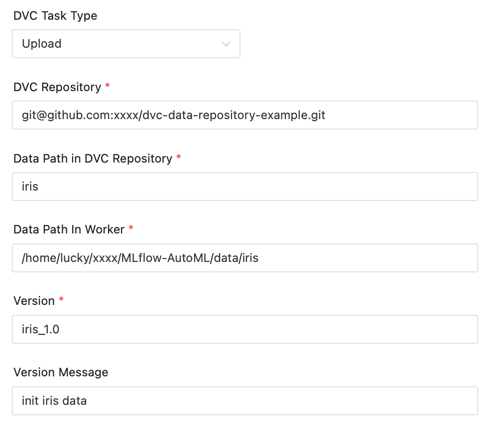 DVC Task Type
Upload
DVC Repository *
git@github.com:xxxx/dvc-data-repository-example.git
Data Path in DVC Repository *
iris
Data Path In Worker *
/home/lucky/xxxx/MLflow-AutoML/data/iris
Version *
iris_1.0
Version Message
init iris data